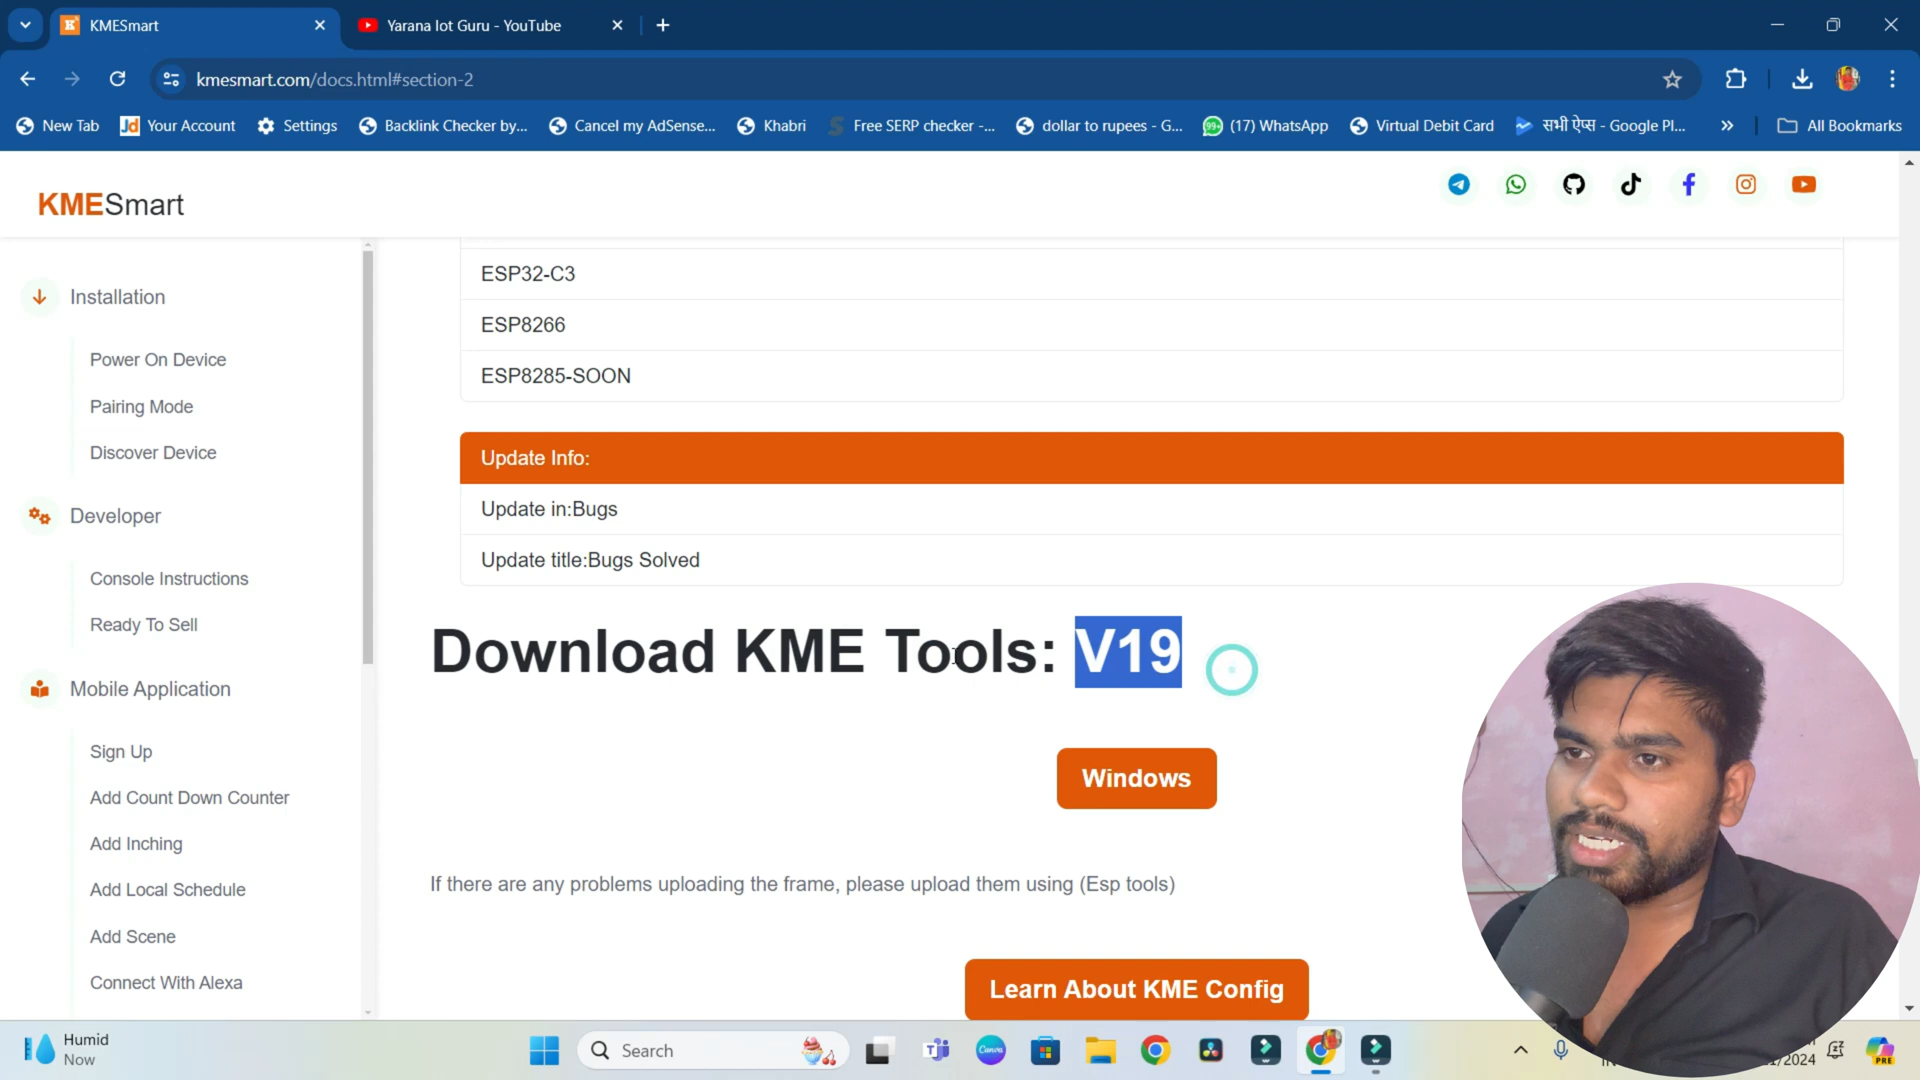 KMESmart
Yarana Iot Guru - YouTube
kmesmart.com/docs.html#section-2
New Tab
Jd Your Account
Settings
Backlink Checker by...
Cancel my AdSense...
Khabri
Free SERP checker -...
dollar to rupees - G...
99+ (17) WhatsApp
Virtual Debit Card
सभी ऐप्स - Google Pl...
All Bookmarks
KMESmart
Installation
Power On Device
Pairing Mode
Discover Device
Developer
Console Instructions
Ready To Sell
Mobile Application
Sign Up
Add Count Down Counter
Add Inching
Add Local Schedule
Add Scene
Connect With Alexa
ESP32-C3
ESP8266
ESP8285-SOON
Update Info:
Update in:Bugs
Update title:Bugs Solved
Download KME Tools: V19
Windows
If there are any problems uploading the frame, please upload them using (Esp tools)
Learn About KME Config
Humid
Now
Search
Canva
/2024
PRE